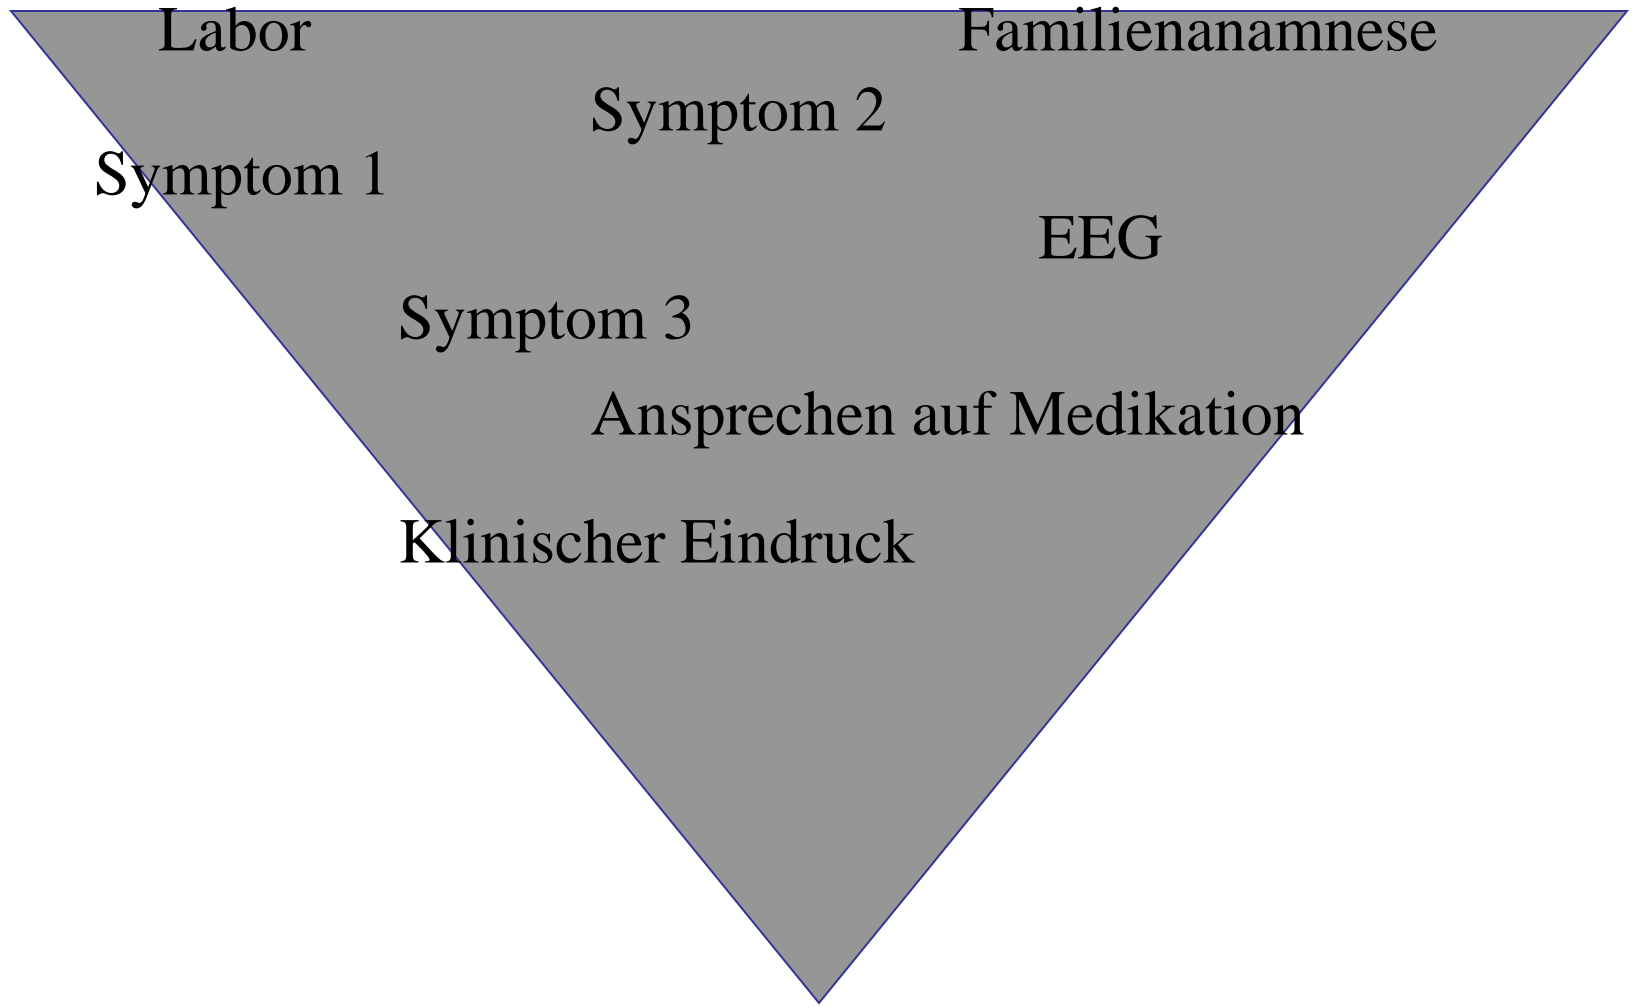 Labor
Familienanamnese
Symptom 2
Symptom 1
EEG
Symptom 3
Ansprechen auf Medikation
Klinischer Eindruck